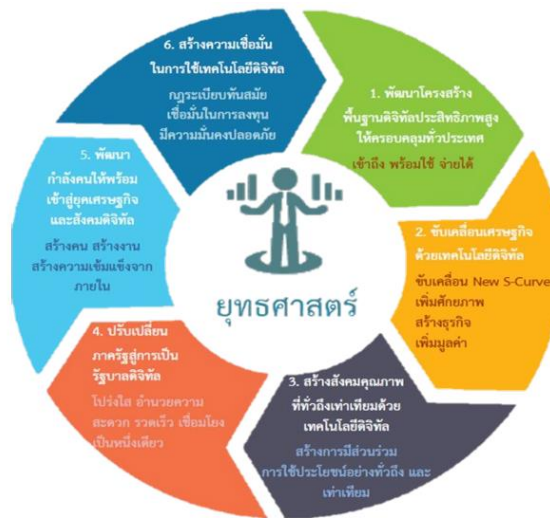 ยุทธศาสตร์
1. พัฒนาโครงสร้าง
พื้นฐานดิจิทัลประสิทธิภาพสูง
ให้ครอบคลุมทั่วประเทศ
เข้าถึง พร้อมใช้ จ่ายได้
2. ขับเคลื่อนเศรษฐกิจ
ด้วยเทคโนโลยีดิจิทัล
ขับเคลื่อน New S-Curve
เพิ่มศักยภาพ
สร้างธุรกิจ
เพิ่มมูลค่า
3. สร้างสังคมคุณภาพ
ที่ทั่วถึงเท่าเทียมด้วย
เทคโนโลยีดิจิทัล
สร้างการมีส่วนร่วม
การใช้ประโยชน์อย่างทั่วถึง และ
เท่าเทียม
4. ปรับเปลี่ยน
ภาครัฐสู่การเป็น
รัฐบาลดิจิทัล
โปร่งใส อำนวยความ
สะดวก รวดเร็ว เชื่อมโยง
เป็นหนึ่งเดียว
5. พัฒนา
กำลังคนให้พร้อม
เข้าสู่ยุคเศรษฐกิจ
และสังคมดิจิทัล
สร้างคน สร้างงาน
สร้างความเข้มแข็งจาก
ภายใน
6. สร้างความเชื่อมั่น
ในการใช้เทคโนโลยีดิจิทัล
กฎระเบียบทันสมัย
เชื่อมั่นในการลงทุน
มีความมั่นคงปลอดภัย